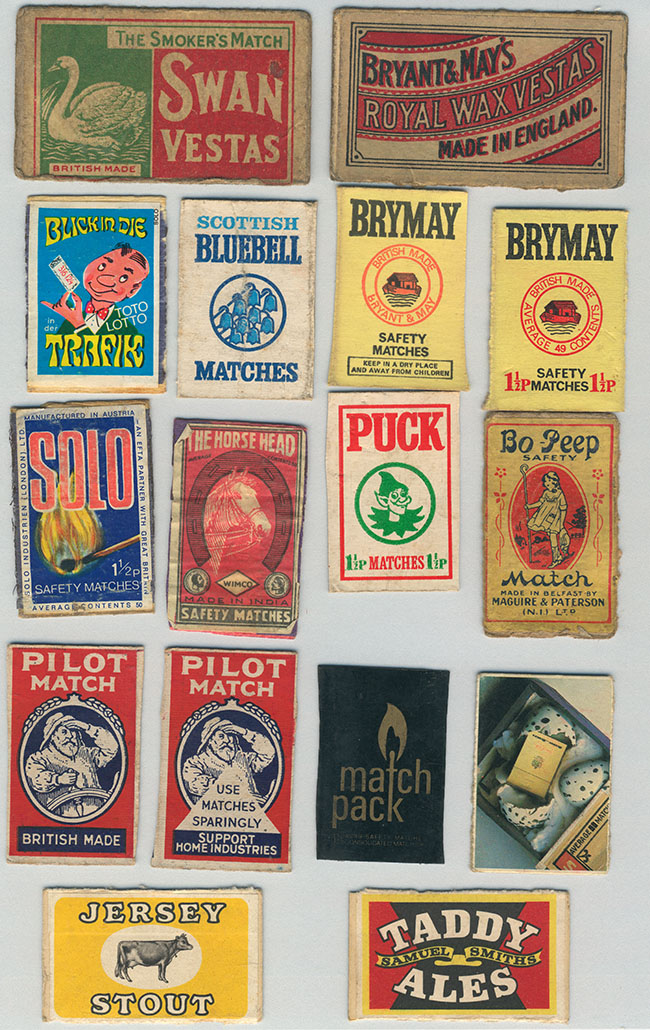 THE SMOKER'S MATCH
SWAN
VESTAS
BRITISH MADE
BRYANT & MAY'S
ROYAL WAX VESTAS
MADE IN ENGLAND.
BLICK IN DIE
SOLO
TOTO
LOTTO
in
der
TRAFIK
SCOTTISH
BLUEBELL
MATCHES
BRYMAY
BRITISH MADE
BRYANT & MAY
SAFETY
MATCHES
KEEP IN A DRY PLACE
AND AWAY FROM CHILDREN
BRYMAY
BRITISH MADE
AVERAGE 49 CONTENTS
SAFETY
1½P MATCHES 1½P
MANUFACTURED IN AUSTRIA
AN EFTA PARTNER WITH GREAT BRITAIN
SOLO INDUSTRIEN (LONDON) LTD.
SOLO
1½P
SAFETY MATCHES
AVERAGE CONTENTS 50
THE HORSE HEAD
WIMCO
MADE IN INDIA
SAFETY MATCHES
PUCK
1½P MATCHES 1½P
Bo-Peep
SAFETY
Match
MADE IN BELFAST BY
MAGUIRE & PATERSON
(N.I) LTD
PILOT
MATCH
BRITISH MADE
PILOT
MATCH
USE
MATCHES
SPARINGLY
SUPPORT
HOME INDUSTRIES
match
pack
AVERAGE
JERSEY
STOUT
TADDY
SAMUEL SMITHS
ALES